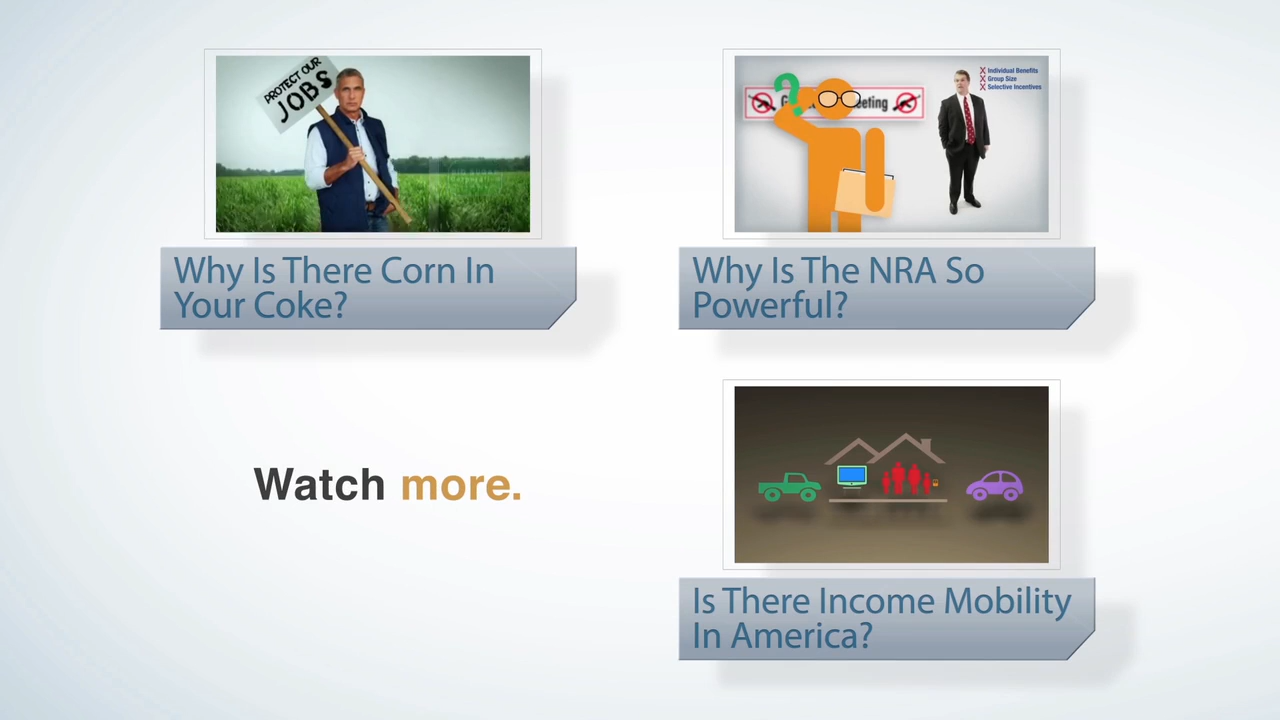 PROTECT OUR
JOBS
Why Is There Corn In
Your Coke?
G eeting
X Individual Benefits
X Group Size
X Selective Incentives
Why Is The NRA So
Powerful?
Watch more.
Is There Income Mobility
In America?